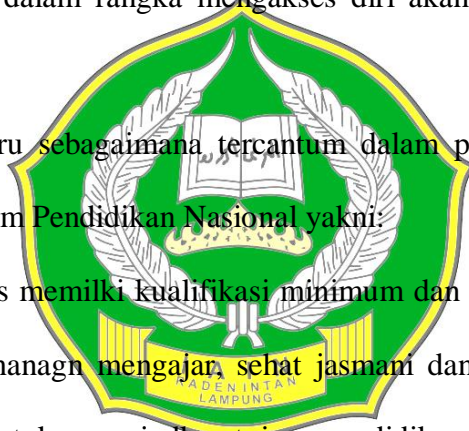 dalam rangka mengakses diri akan
ru sebagaimana tercantum dalam p
m Pendidikan Nasional yakni:
s memilki kualifikasi minimum dan
nanagn mengajar, sehat jasmani dan
RADEN INTAN
LAMPUNG